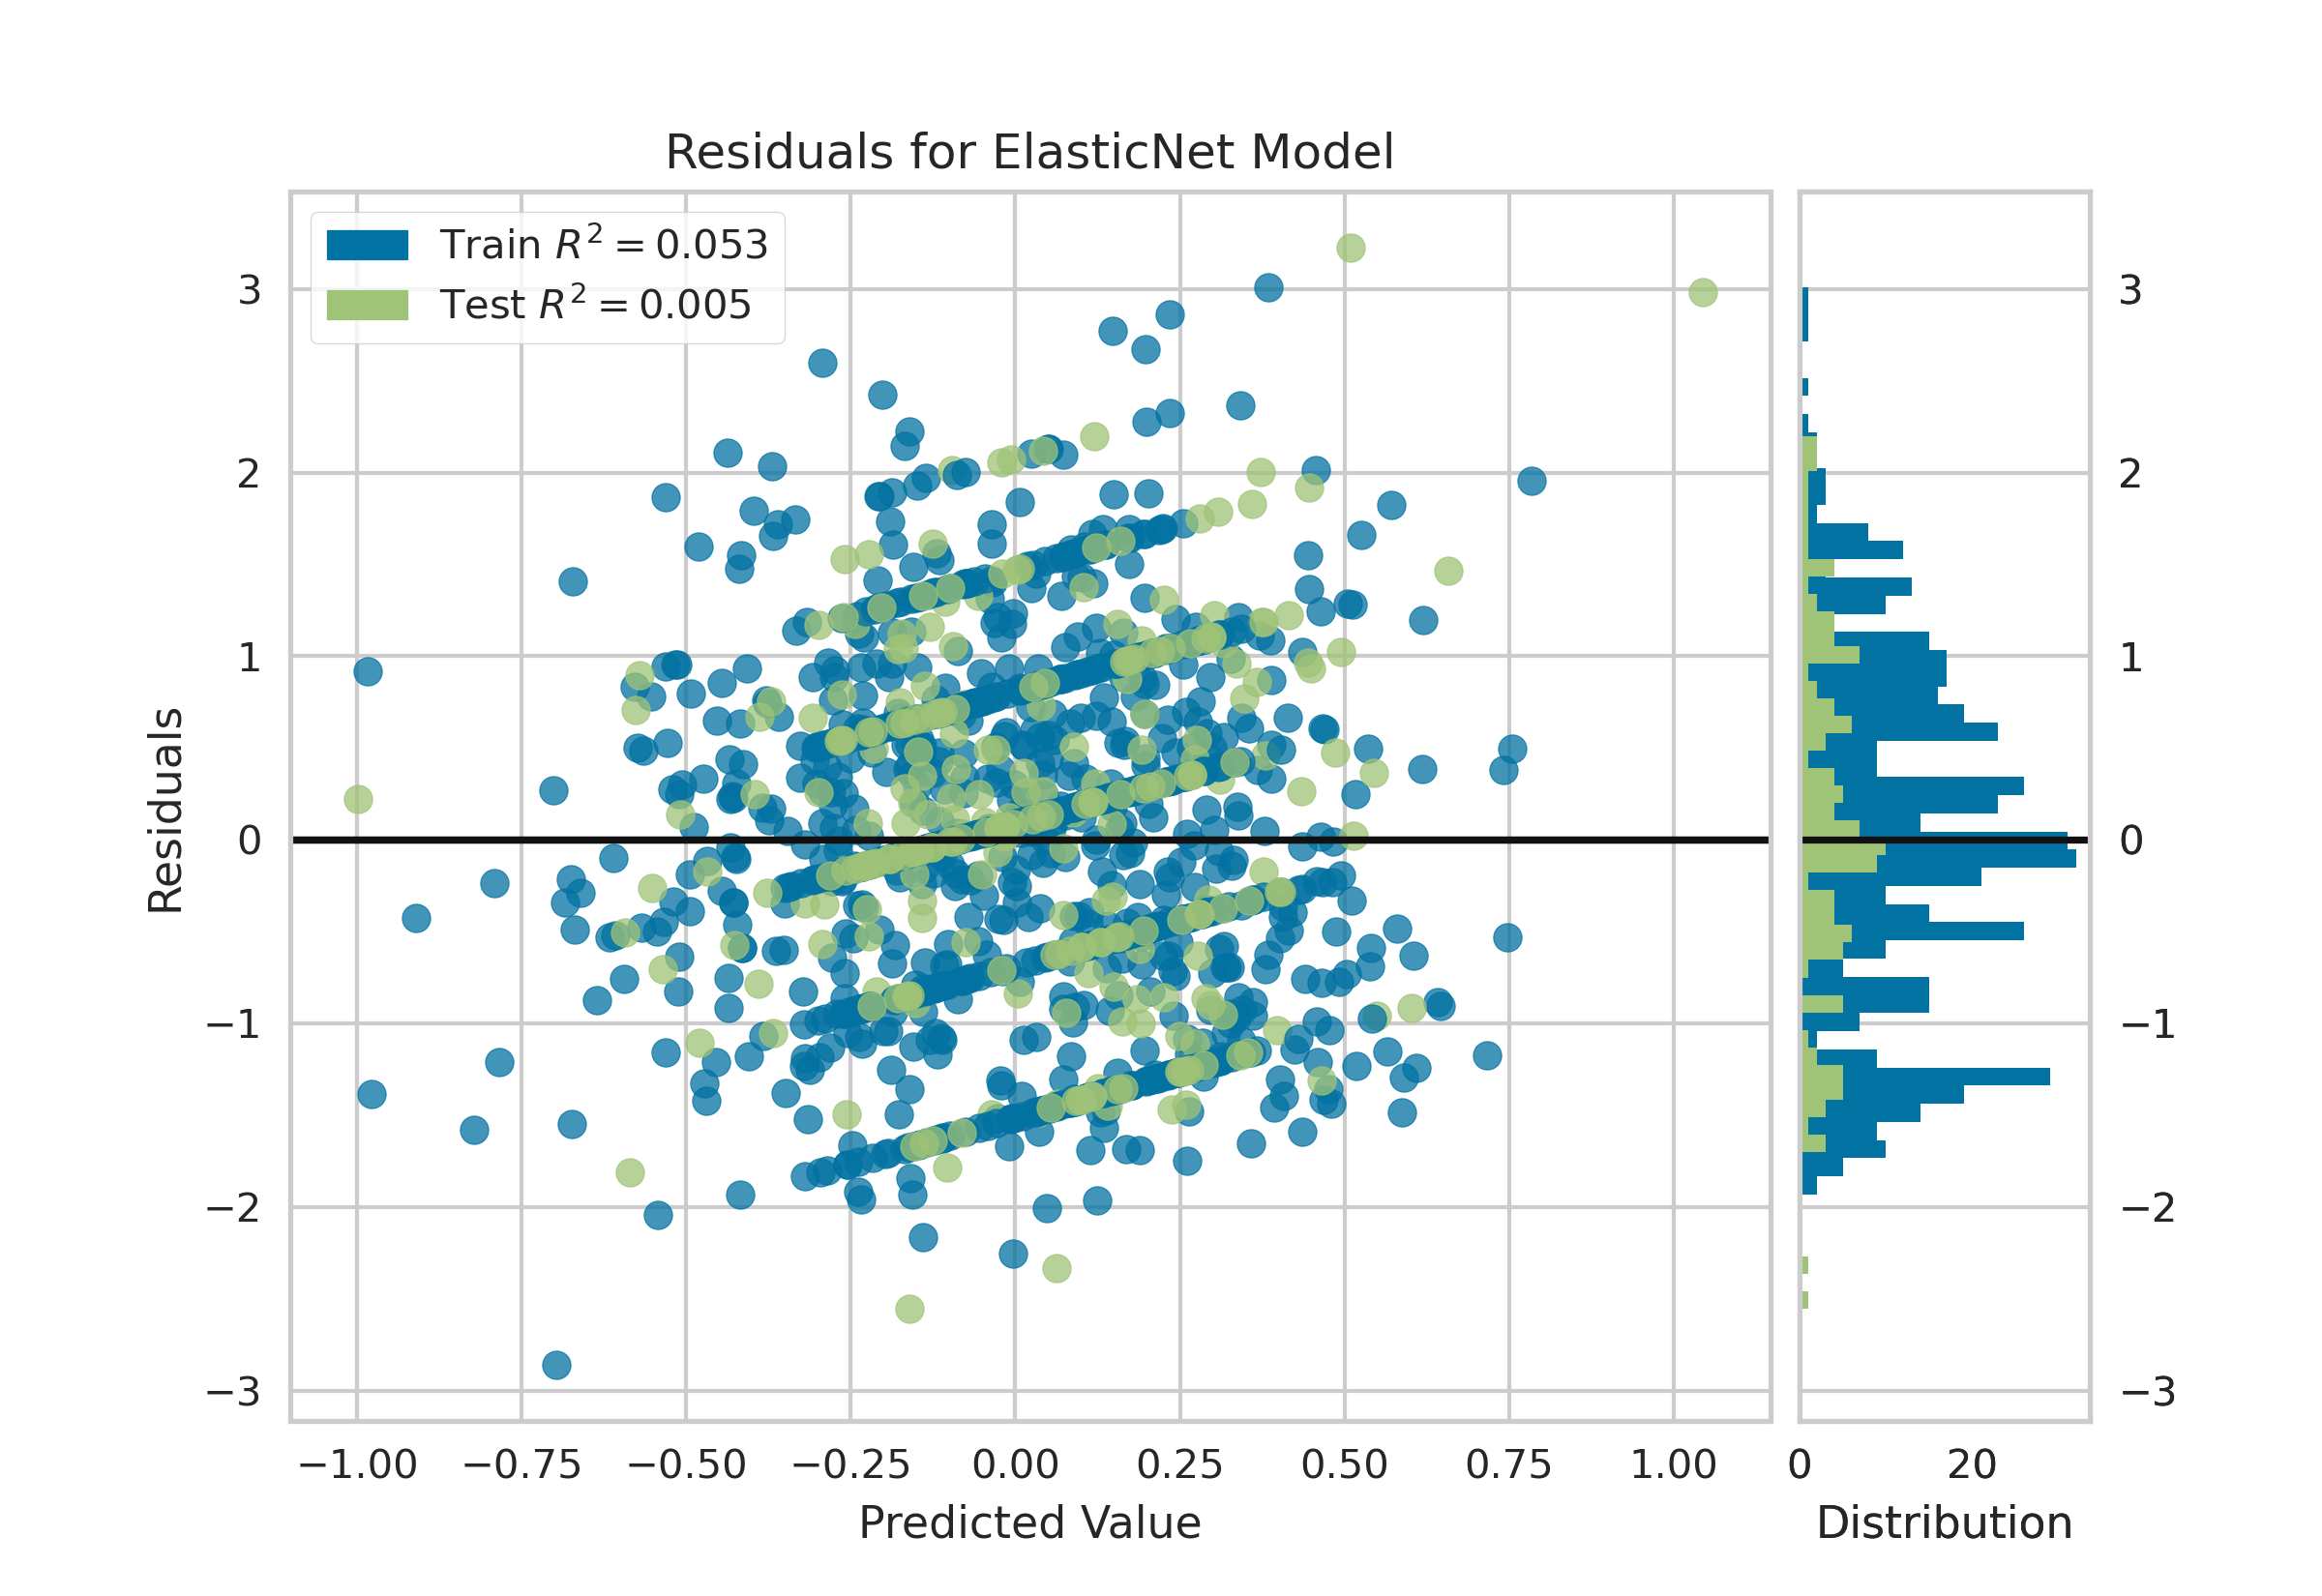 Residuals for ElasticNet Model
Train R² = 0.053
Test R² = 0.005
Residuals
3
2
1
0
−1
−2
−3
−1.00 −0.75 −0.50 −0.25 0.00 0.25 0.50 0.75 1.00
Predicted Value
3
2
1
0
−1
−2
−3
0 20
Distribution